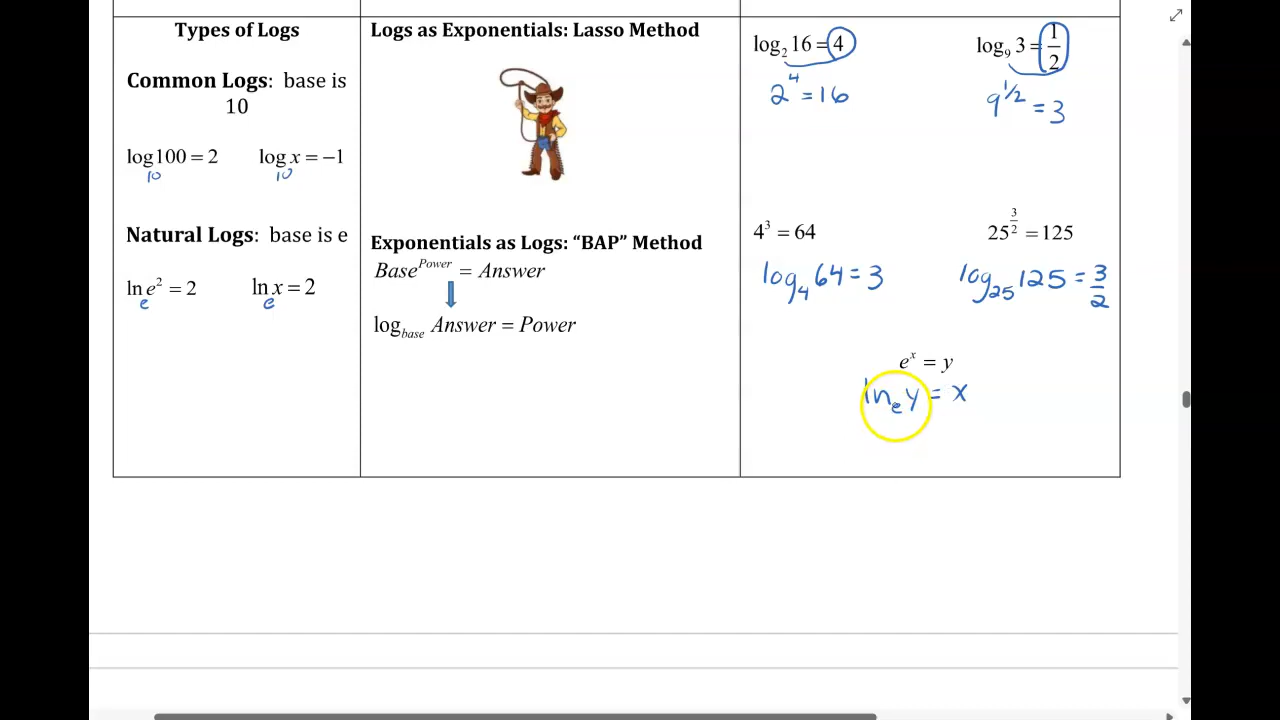 Types of Logs
Common Logs: base is
10
log100 = 2 log x = −1
10 10
Natural Logs: base is e
ln e² = 2 ln x = 2
e e
Logs as Exponentials: Lasso Method
Exponentials as Logs: “BAP” Method
Base^Power = Answer
log_base Answer = Power
log₂ 16 = 4 log₉ 3 = 1/2
2⁴ = 16 9^1/2 = 3
4³ = 64 25^3/2 = 125
log₄ 64 = 3 log₂₅ 125 = 3/2
eˣ = y
lnₑ y = x